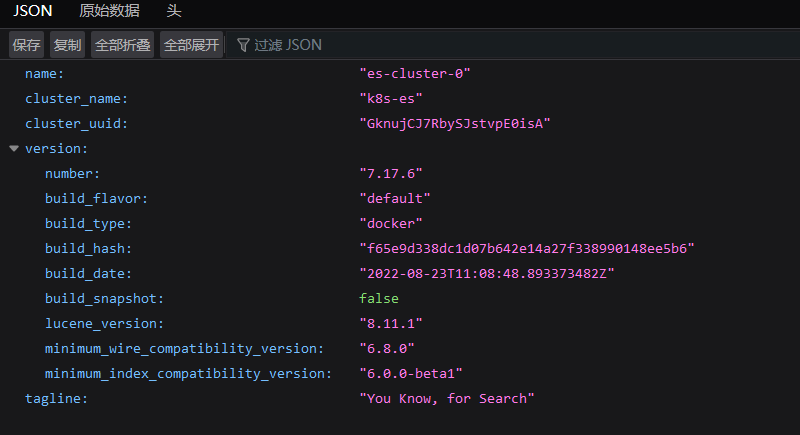 JSON 原始数据 头
保存 复制 全部折叠 全部展开 过滤 JSON
name: "es-cluster-0"
cluster_name: "k8s-es"
cluster_uuid: "GknujCJ7RbySJstvpE0isA"
version:
number: "7.17.6"
build_flavor: "default"
build_type: "docker"
build_hash: "f65e9d338dc1d07b642e14a27f338990148ee5b6"
build_date: "2022-08-23T11:08:48.893373482Z"
build_snapshot: false
lucene_version: "8.11.1"
minimum_wire_compatibility_version: "6.8.0"
minimum_index_compatibility_version: "6.0.0-beta1"
tagline: "You Know, for Search"